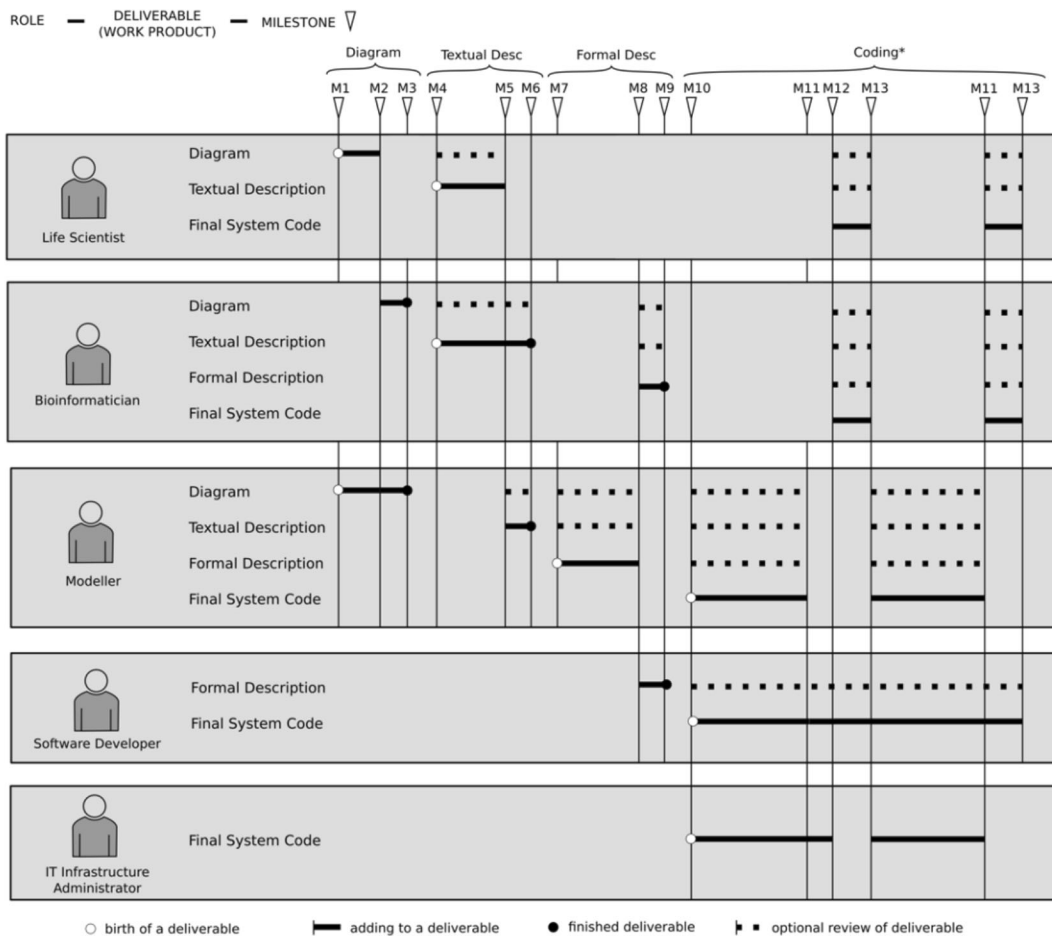 ROLE DELIVERABLE (WORK PRODUCT) MILESTONE
Diagram Textual Desc Formal Desc Coding*
M1 M2 M3 M4 M5 M6 M7 M8 M9 M10 M11 M12 M13 M11 M13
Diagram
Textual Description
Final System Code
Life Scientist
Diagram
Textual Description
Formal Description
Final System Code
Bioinformatician
Diagram
Textual Description
Formal Description
Final System Code
Modeller
Formal Description
Final System Code
Software Developer
Final System Code
IT Infrastructure
Administrator
birth of a deliverable adding to a deliverable finished deliverable optional review of deliverable